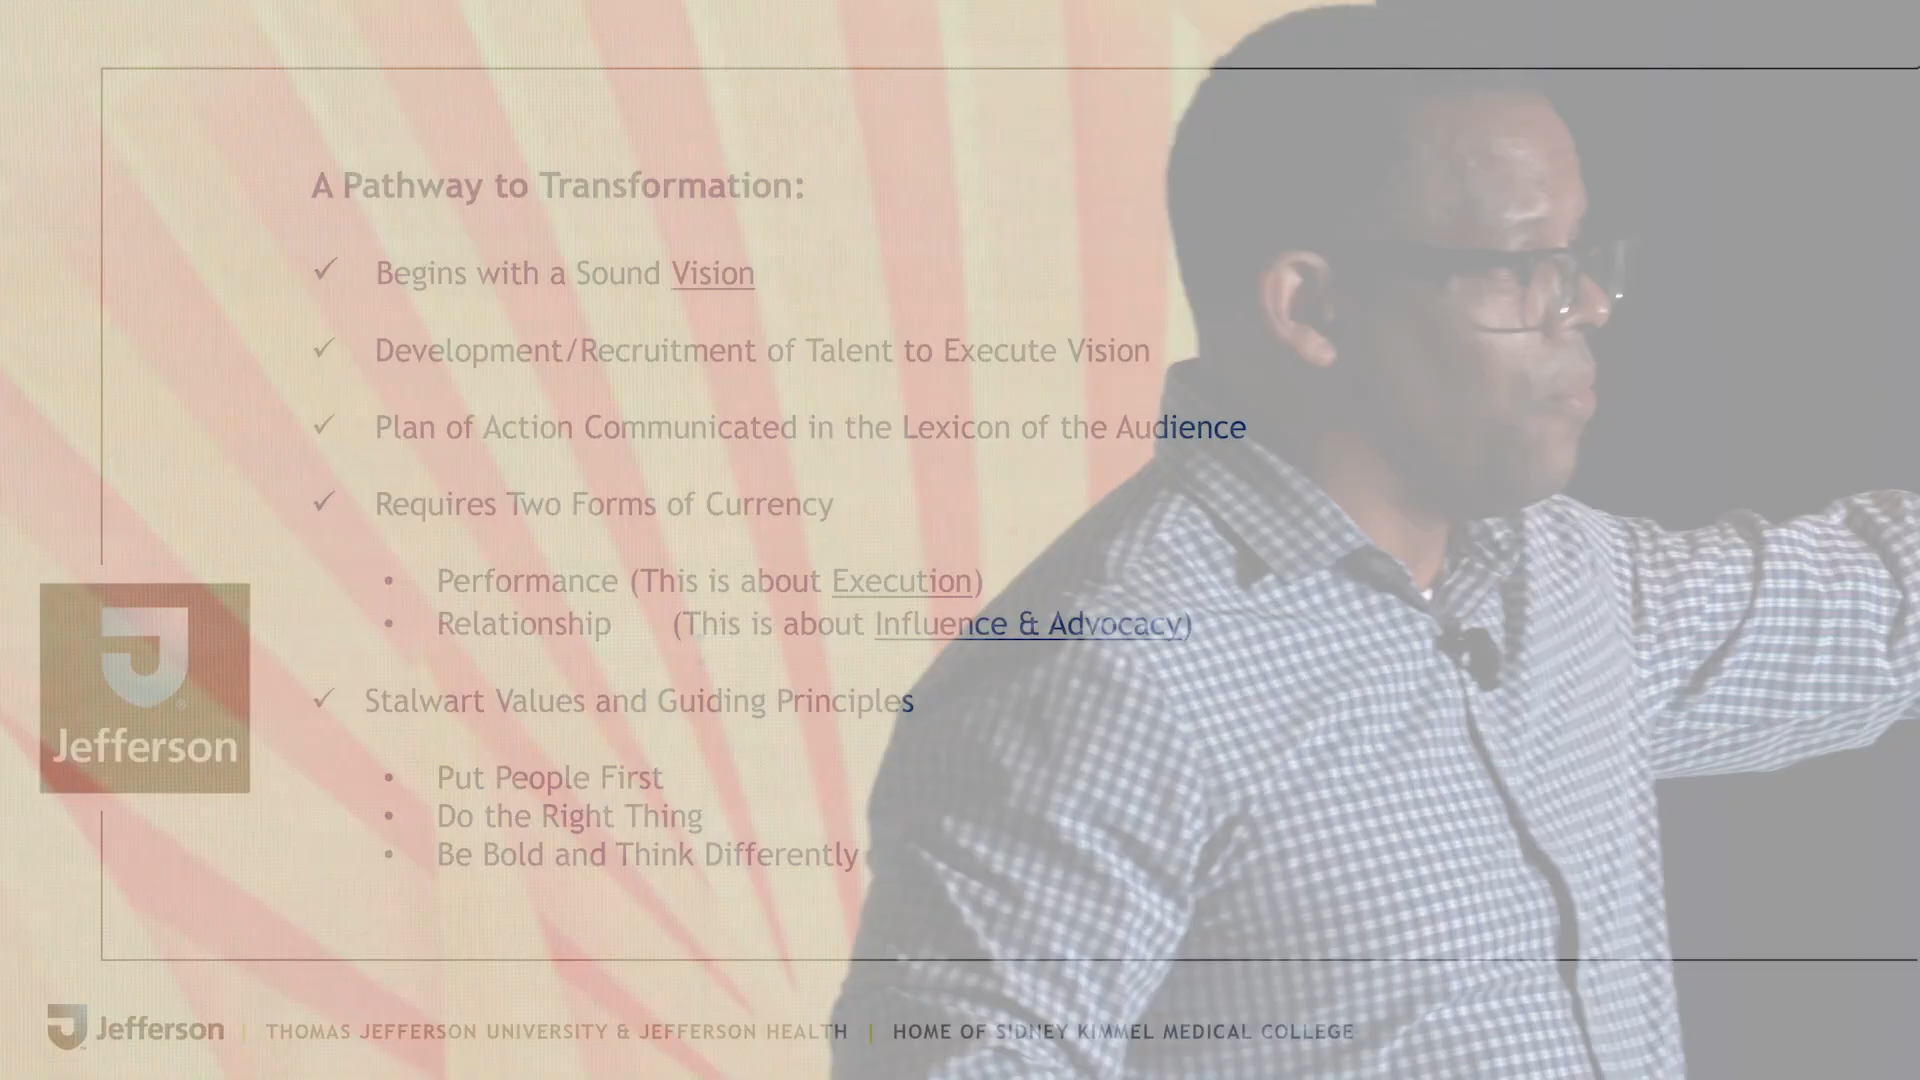 A Pathway to Transformation:
✓ Begins with a Sound Vision
✓ Development/Recruitment of Talent to Execute Vision
✓ Plan of Action Communicated in the Lexicon of the Audience
✓ Requires Two Forms of Currency
• Performance (This is about Execution)
• Relationship (This is about Influence & Advocacy)
✓ Stalwart Values and Guiding Principles
• Put People First
• Do the Right Thing
• Be Bold and Think Differently
Jefferson
Jefferson | THOMAS JEFFERSON UNIVERSITY & JEFFERSON HEALTH | HOME OF SIDNEY KIMMEL MEDICAL COLLEGE